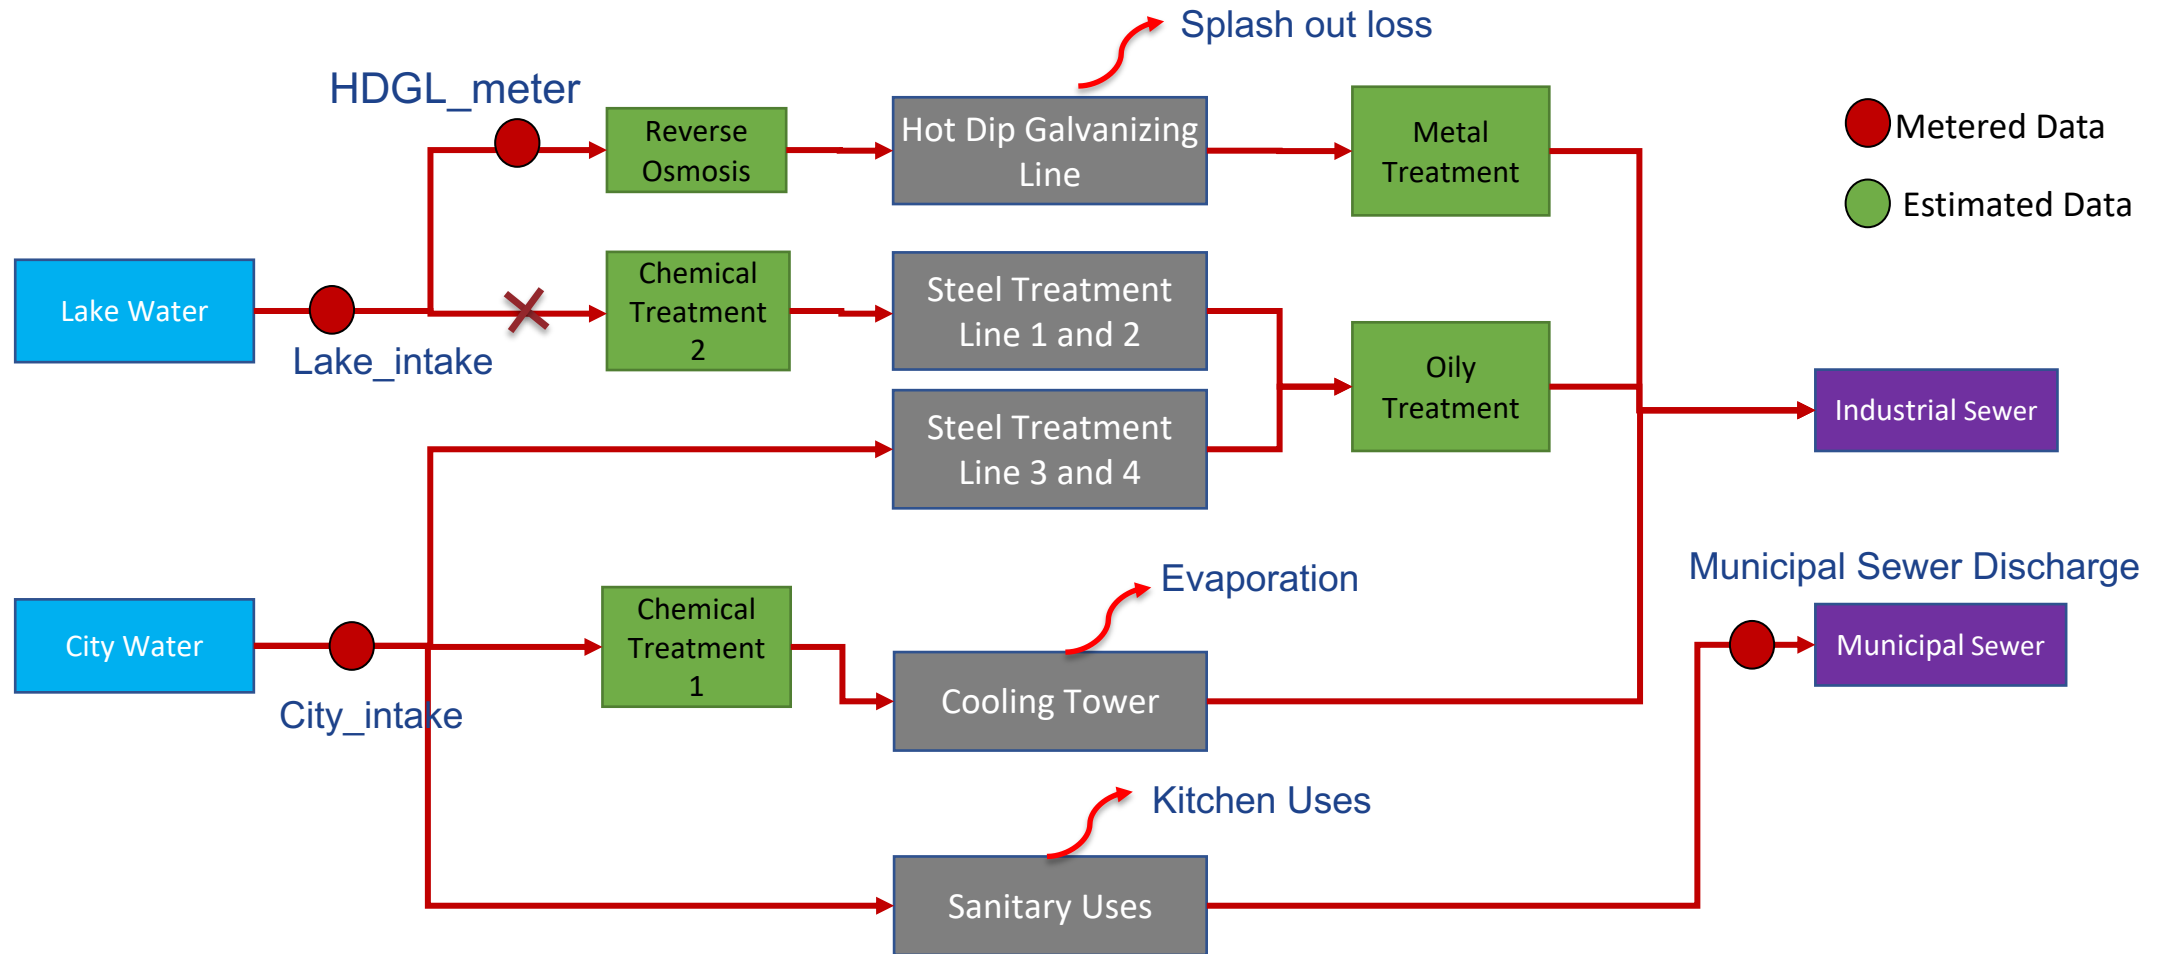 Splash out loss
HDGL_meter
Reverse
Osmosis
Hot Dip Galvanizing
Line
Metal
Treatment
Metered Data
Estimated Data
Lake Water
Lake_intake
Chemical
Treatment
2
Steel Treatment
Line 1 and 2
Oily
Treatment
Steel Treatment
Line 3 and 4
Industrial Sewer
City Water
City_intake
Chemical
Treatment
1
Evaporation
Cooling Tower
Municipal Sewer Discharge
Municipal Sewer
Kitchen Uses
Sanitary Uses